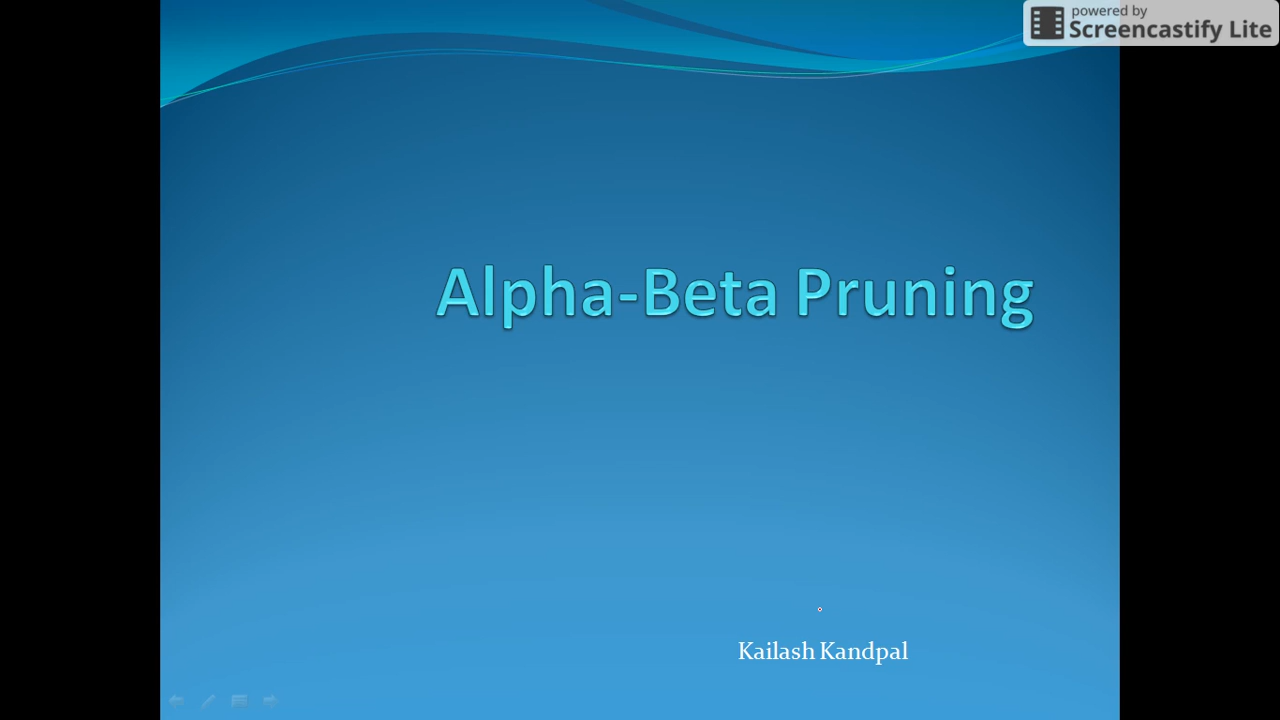 powered by
Screencastify Lite
Alpha-Beta Pruning
Kailash Kandpal